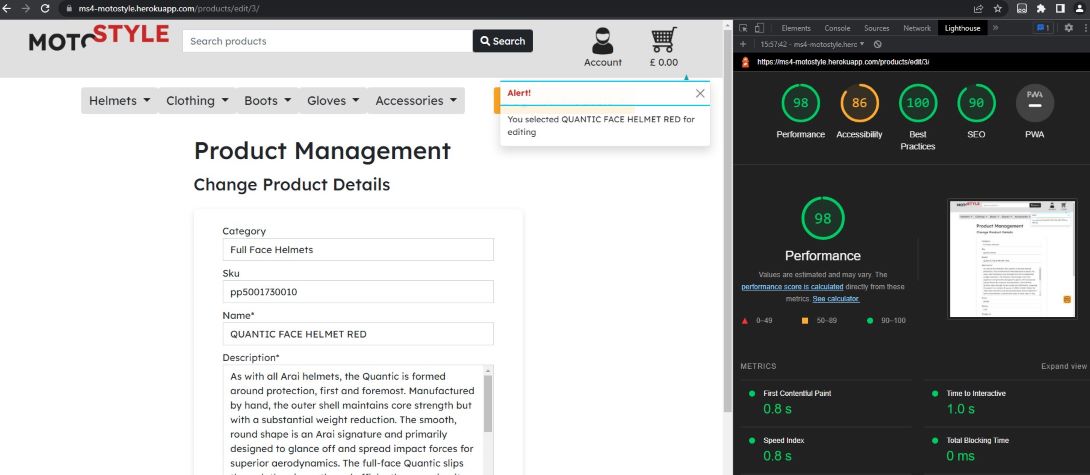 ms4-motostyle.herokuapp.com/products/edit/3/
MOTOSTYLE
Search products
Search
Account
£ 0.00
Helmets
Clothing
Boots
Gloves
Accessories
Alert!
You selected QUANTIC FACE HELMET RED for
editing
Product Management
Change Product Details
Category
Full Face Helmets
Sku
pp5001730010
Name*
QUANTIC FACE HELMET RED
Description*
As with all Arai helmets, the Quantic is formed
around protection, first and foremost. Manufactured
by hand, the outer shell maintains core strength but
with a substantial weight reduction. The smooth,
round shape is an Arai signature and primarily
designed to glance off and spread impact forces for
superior aerodynamics. The full-face Quantic slips
Elements
Console
Sources
Network
Lighthouse
»
1
+ 15:57:42 - ms4-motostyle.herc
https://ms4-motostyle.herokuapp.com/products/edit/3/
98
86
100
90
PWA
Performance
Accessibility
Best
Practices
SEO
PWA
98
Performance
Values are estimated and may vary. The
performance score is calculated directly from these
metrics. See calculator.
0–49
50–89
90–100
METRICS
Expand view
First Contentful Paint
0.8 s
Time to Interactive
1.0 s
Speed Index
0.8 s
Total Blocking Time
0 ms